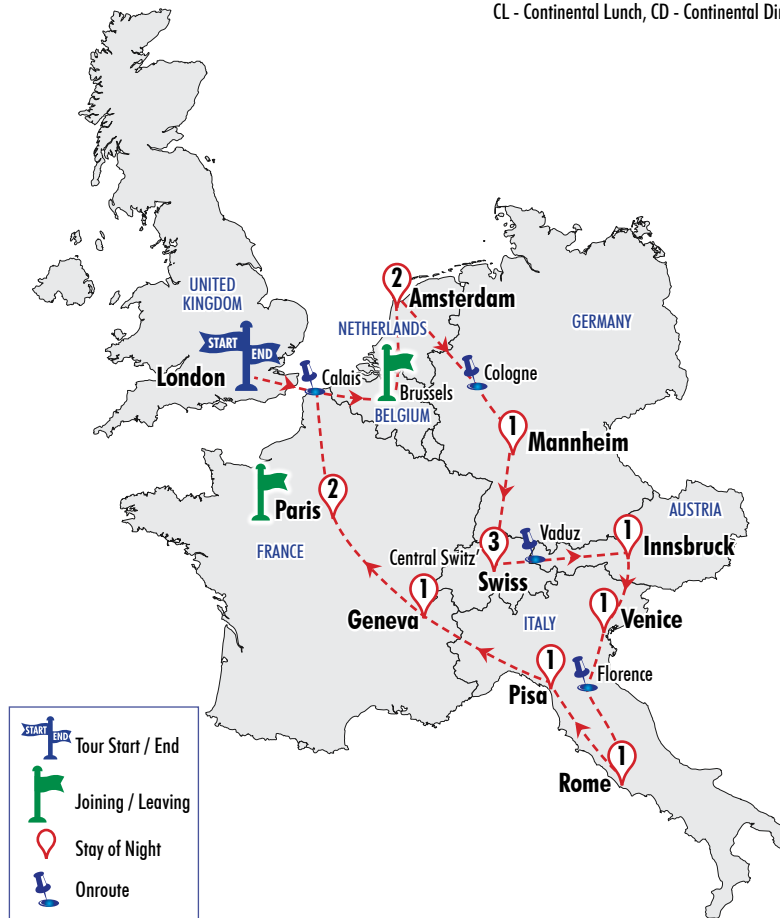 CL - Continental Lunch, CD - Continental Di
UNITED
KINGDOM
START
END
London
Calais
2
Amsterdam
NETHERLANDS
GERMANY
Cologne
Brussels
BELGIUM
1
Mannheim
2
Paris
FRANCE
AUSTRIA
Vaduz
1
Innsbruck
3
Central Switz'
Swiss
1
Geneva
ITALY
1
Venice
Florence
1
Pisa
1
Rome
START
END
Tour Start / End
Joining / Leaving
Stay of Night
Onroute